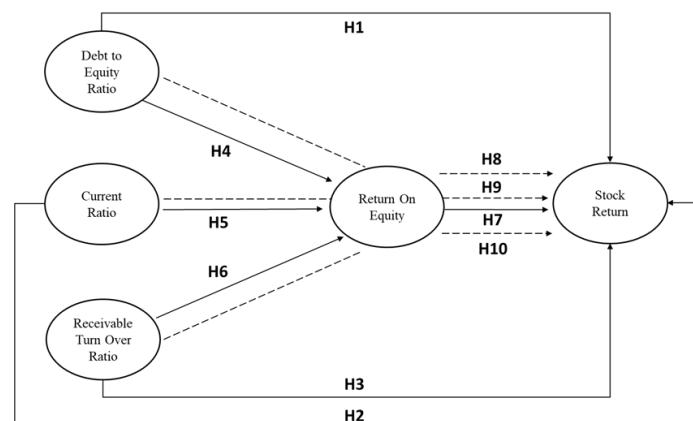 H1
Debt to
Equity
Ratio
H4
H8
H9
Current
Ratio
Return On
Equity
Stock
Return
H5
H7
H10
H6
Receivable
Turn Over
Ratio
H3
H2